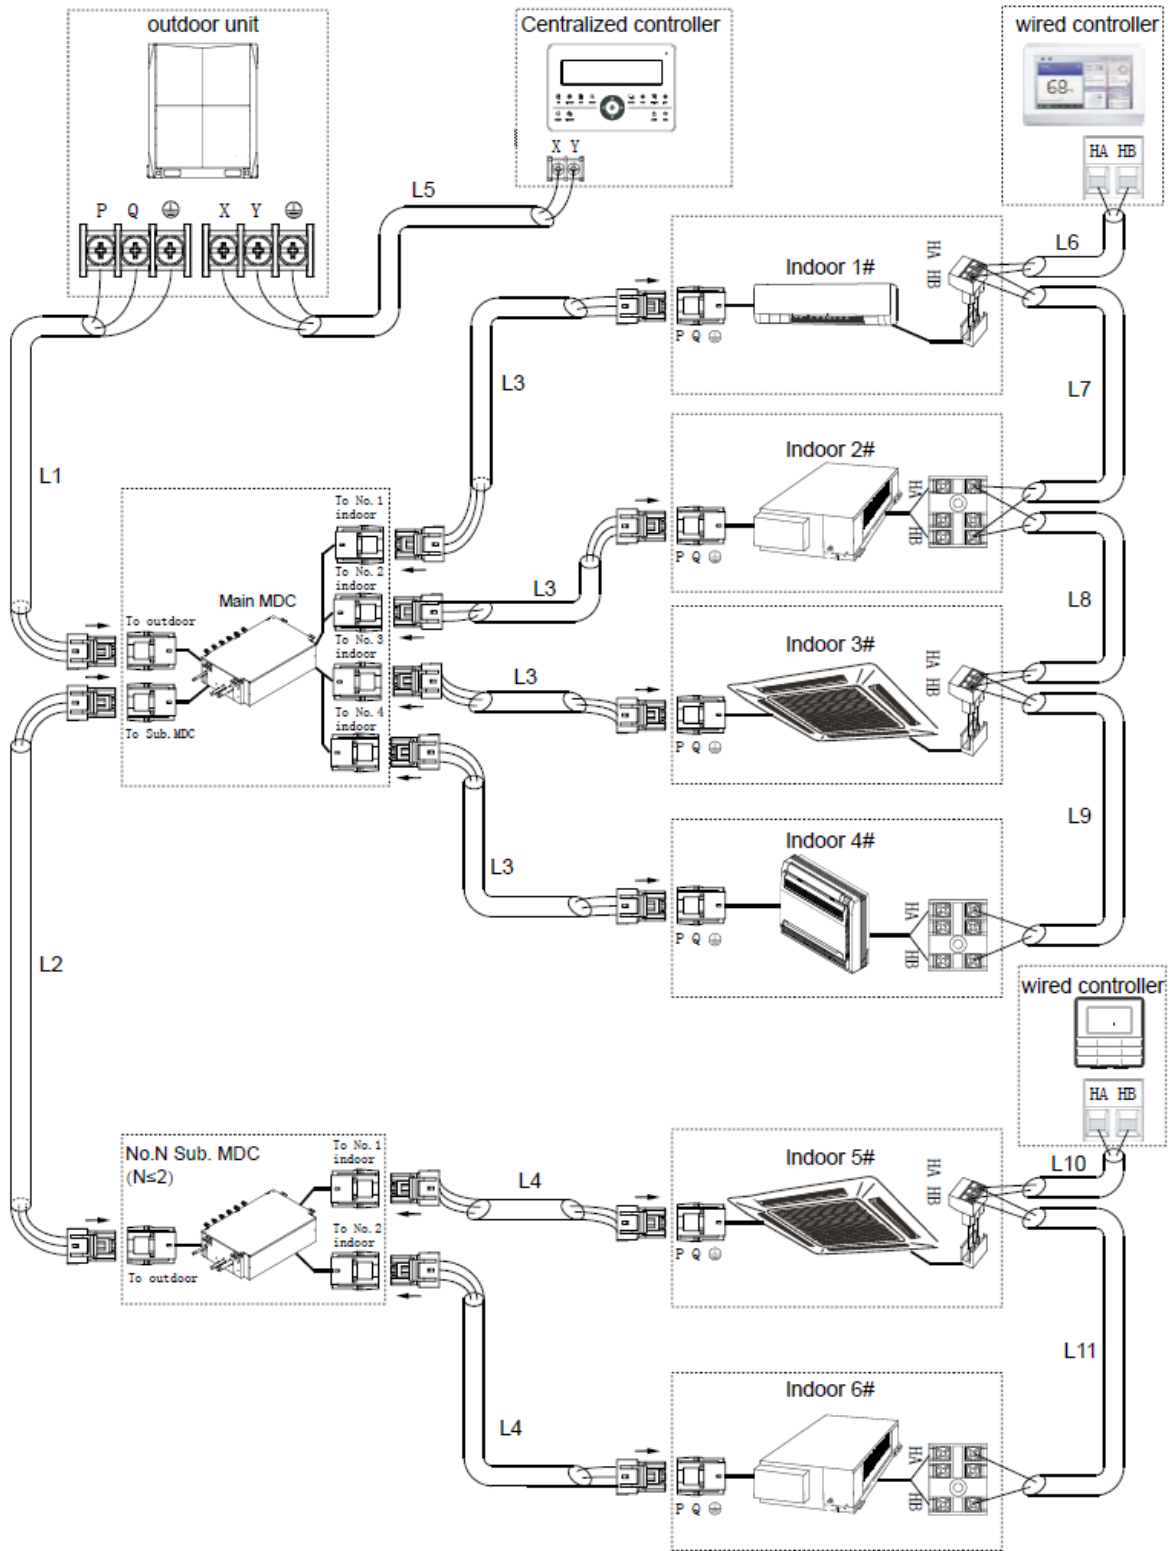 outdoor unit
Centralized controller
wired controller
68
X Y
HA HB
P Q X Y
L5
L6
Indoor 1#
HA HB
P Q
L3
L7
L1
Indoor 2#
HA
HB
P Q
To No.1
indoor
To No.2
indoor
L3
L8
Main MDC
To outdoor
To No.3
indoor
Indoor 3#
HA HB
L3
To No.4
indoor
To Sub.MDC
P Q
L9
L3
Indoor 4#
HA
HB
P Q
L2
wired controller
HA HB
No.N Sub. MDC
(N≤2)
To No.1
indoor
L4
Indoor 5#
HA HB
L10
To No.2
indoor
To outdoor
P Q
L11
Indoor 6#
L4
HA
HB
P Q